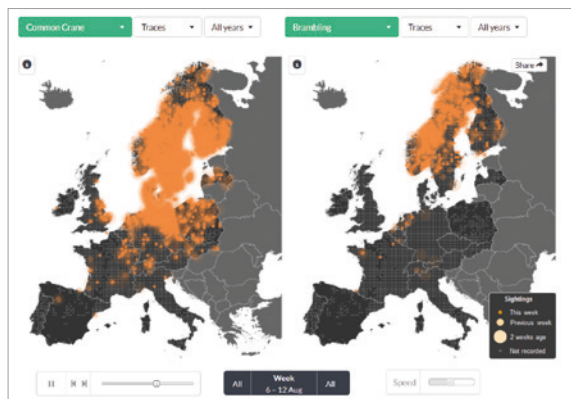 Common Crane Traces All years
Brambling Traces All years
Share
Sightings
This week
Previous week
2 weeks ago
Not recorded
All Week All
6 – 12 Aug
Speed